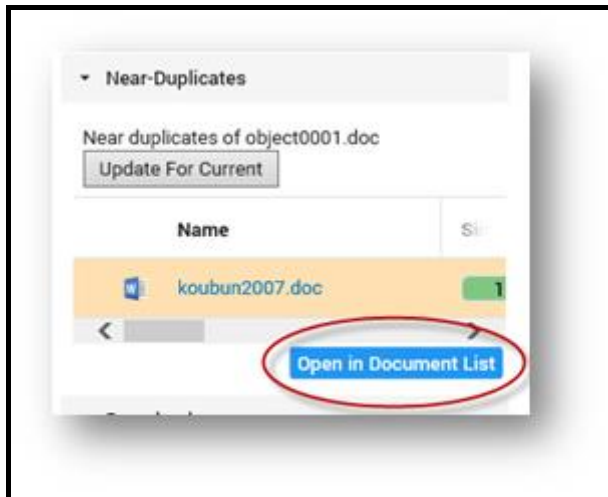 Near-Duplicates
Near duplicates of object0001.doc
Update For Current
Name
koubun2007.doc
1
Open in Document List